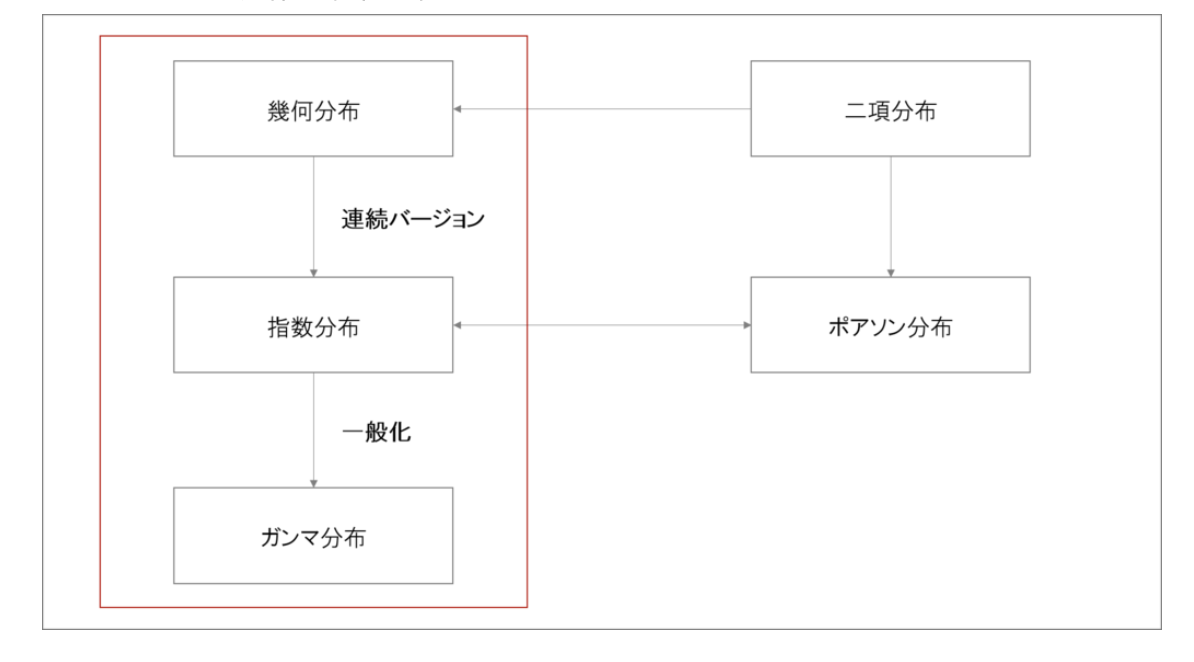 幾何分布
二項分布
連続バージョン
指数分布
ポアソン分布
一般化
ガンマ分布